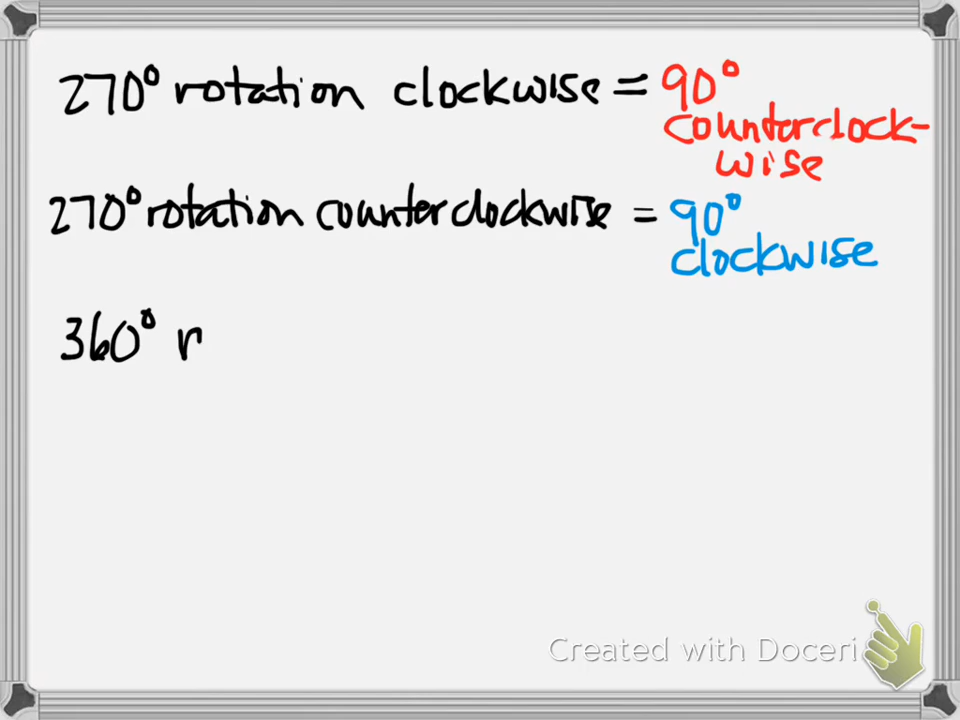 270° rotation clockwise = 90°
counterclock-
wise
270° rotation counterclockwise = 90°
clockwise
360° r
Created with Doceri